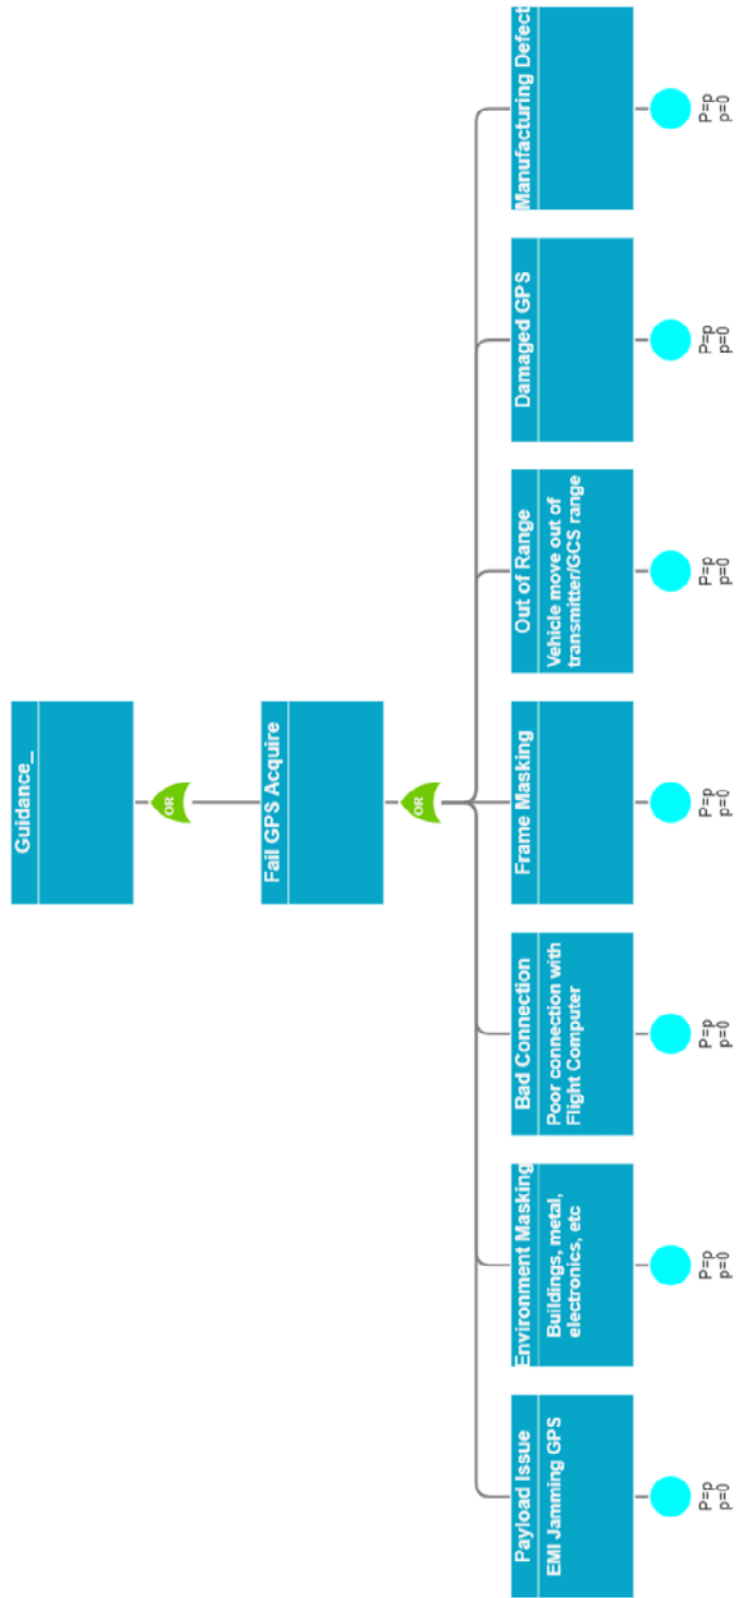 Guidance_
OR
Fail GPS Acquire
OR
Payload Issue
EMI Jamming GPS
P=p
p=0
Environment Masking
Buildings, metal,
electronics, etc
P=p
p=0
Bad Connection
Poor connection with
Flight Computer
P=p
p=0
Frame Masking
P=p
p=0
Out of Range
Vehicle move out of
transmitter/GCS range
P=p
p=0
Damaged GPS
P=p
p=0
Manufacturing Defect
P=p
p=0